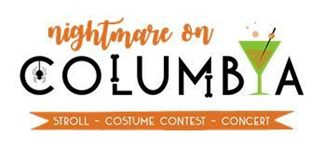 nightmare on
COLUMBIA
STROLL - COSTUME CONTEST - CONCERT